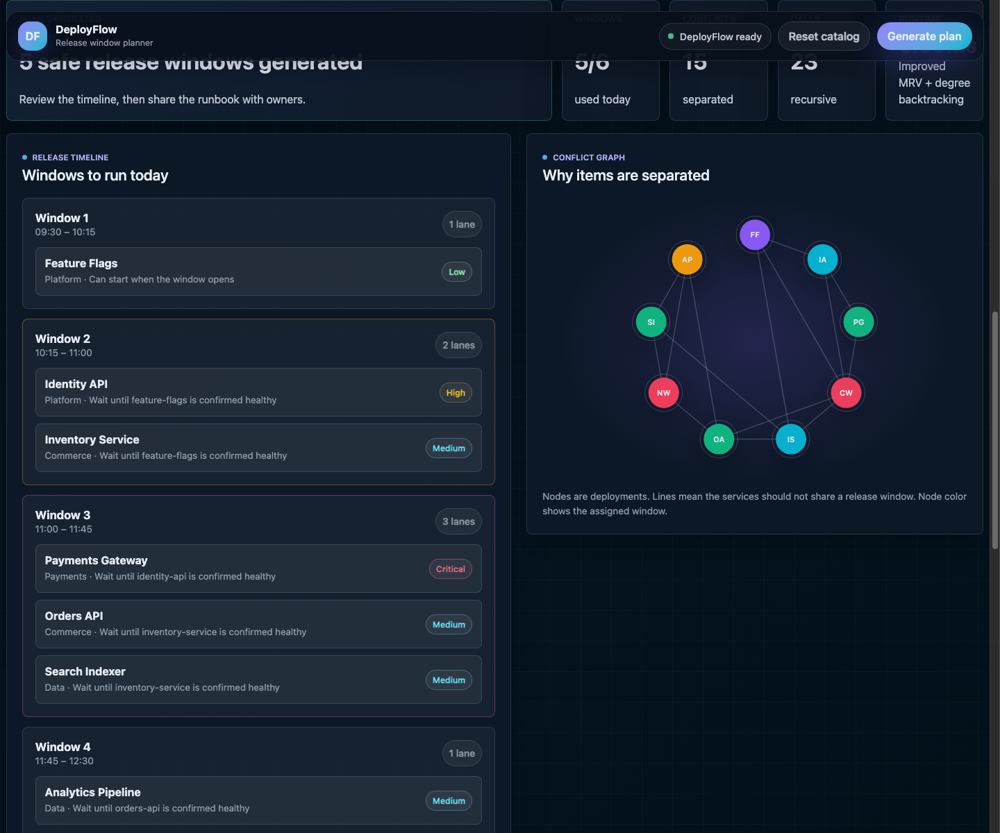 DF
DeployFlow
Release window planner
DeployFlow ready
Reset catalog
Generate plan
PLAN GENERATED
5 safe release windows generated
Review the timeline, then share the runbook with owners.
WINDOWS
5/6
used today
CONFLICTS
15
separated
CALLS
23
recursive
RUNTIME
Improved
MRV + degree
backtracking
RELEASE TIMELINE
Windows to run today
Window 1
09:30 – 10:15
1 lane
Feature Flags
Platform · Can start when the window opens
Low
Window 2
10:15 – 11:00
2 lanes
Identity API
Platform · Wait until feature-flags is confirmed healthy
High
Inventory Service
Commerce · Wait until feature-flags is confirmed healthy
Medium
Window 3
11:00 – 11:45
3 lanes
Payments Gateway
Payments · Wait until identity-api is confirmed healthy
Critical
Orders API
Commerce · Wait until inventory-service is confirmed healthy
Medium
Search Indexer
Data · Wait until inventory-service is confirmed healthy
Medium
Window 4
11:45 – 12:30
1 lane
Analytics Pipeline
Data · Wait until orders-api is confirmed healthy
Medium
CONFLICT GRAPH
Why items are separated
FF
AP
IA
SI
PG
NW
CW
OA
IS
Nodes are deployments. Lines mean the services should not share a release window. Node color
shows the assigned window.